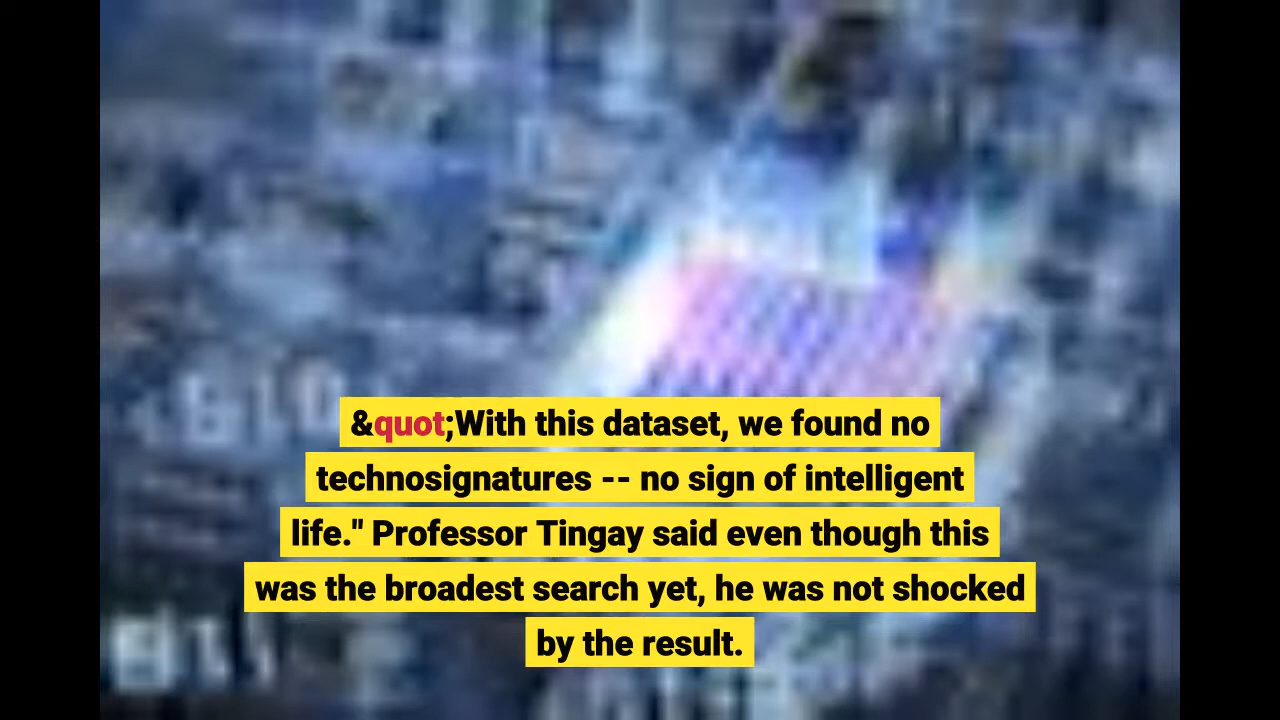 &quot;With this dataset, we found no
technosignatures -- no sign of intelligent
life." Professor Tingay said even though this
was the broadest search yet, he was not shocked
by the result.